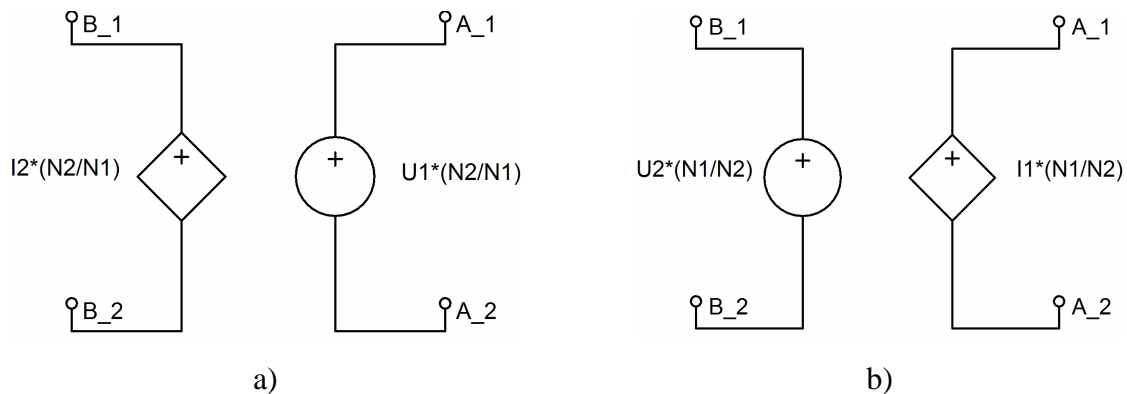 B_1
A_1
B_1
A_1
+
+
+
+
I2*(N2/N1)
U1*(N2/N1)
U2*(N1/N2)
I1*(N1/N2)
B_2
A_2
B_2
A_2
a)
b)